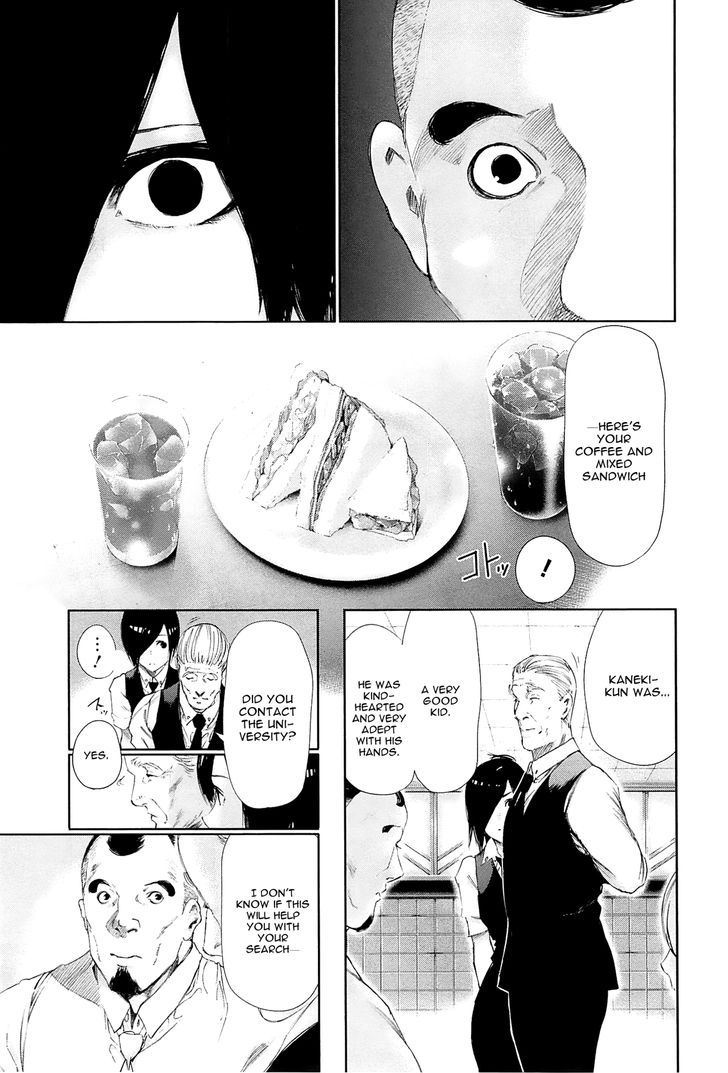 —HERE'S
YOUR
COFFEE AND
MIXED
SANDWICH
!
コトッ
KANEKI-
KUN WAS...
A VERY
GOOD
KID.
HE WAS
KIND-
HEARTED
AND VERY
ADEPT
WITH HIS
HANDS.
...!
スッ
DID YOU
CONTACT
THE UNI-
VERSITY?
YES.
I DON'T
KNOW IF THIS
WILL HELP
YOU WITH
YOUR
SEARCH—